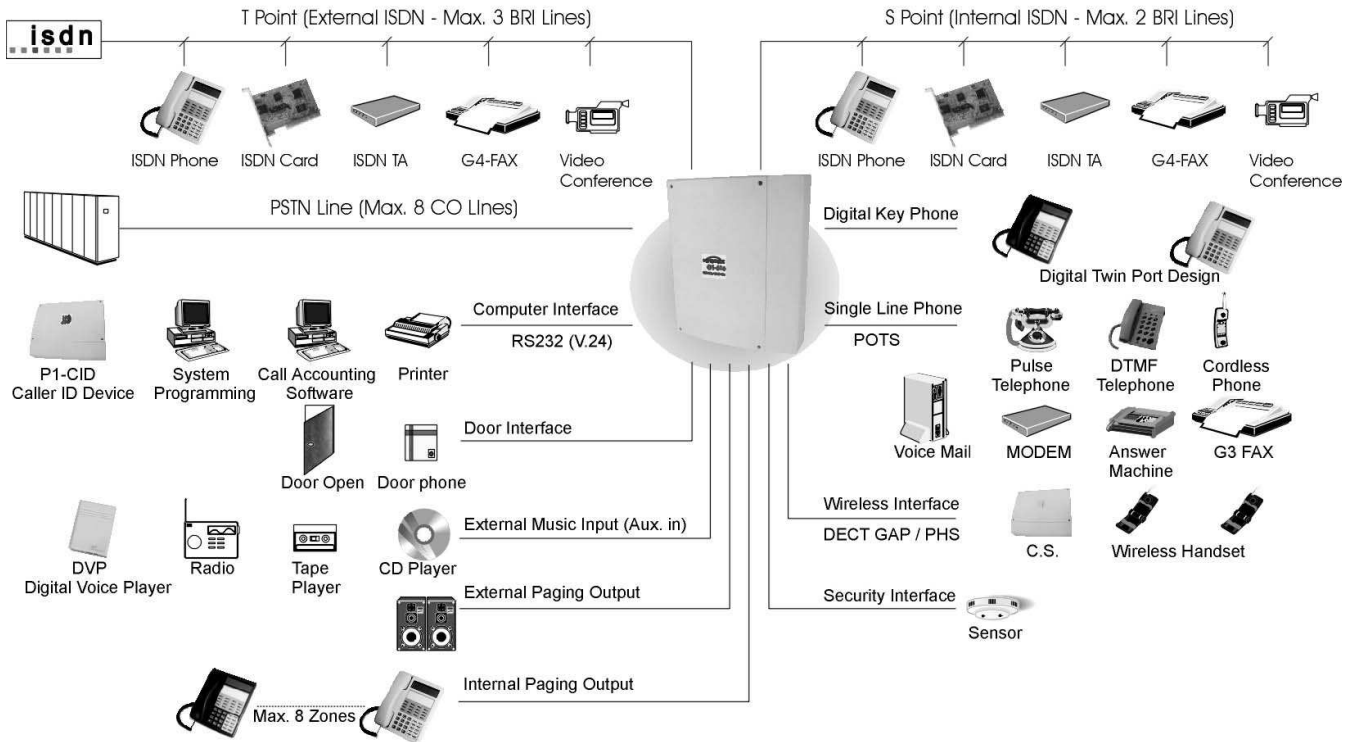 isdn
T Point (External ISDN - Max. 3 BRI Lines)
S Point (Internal ISDN - Max. 2 BRI Lines)
ISDN Phone
ISDN Card
ISDN TA
G4-FAX
Video
Conference
ISDN Phone
ISDN Card
ISDN TA
G4-FAX
Video
Conference
PSTN Line (Max. 8 CO Lines)
Digital Key Phone
Digital Twin Port Design
Computer Interface
RS232 (V.24)
P1-CID
Caller ID Device
System
Programming
Call Accounting
Software
Printer
Single Line Phone
POTS
Pulse
Telephone
DTMF
Telephone
Cordless
Phone
Voice Mail
MODEM
Answer
Machine
G3 FAX
Door Interface
Door Open
Door phone
Wireless Interface
DECT GAP / PHS
C.S.
Wireless Handset
External Music Input (Aux. in)
DVP
Digital Voice Player
Radio
Tape
Player
CD Player
External Paging Output
Security Interface
Sensor
Internal Paging Output
Max. 8 Zones